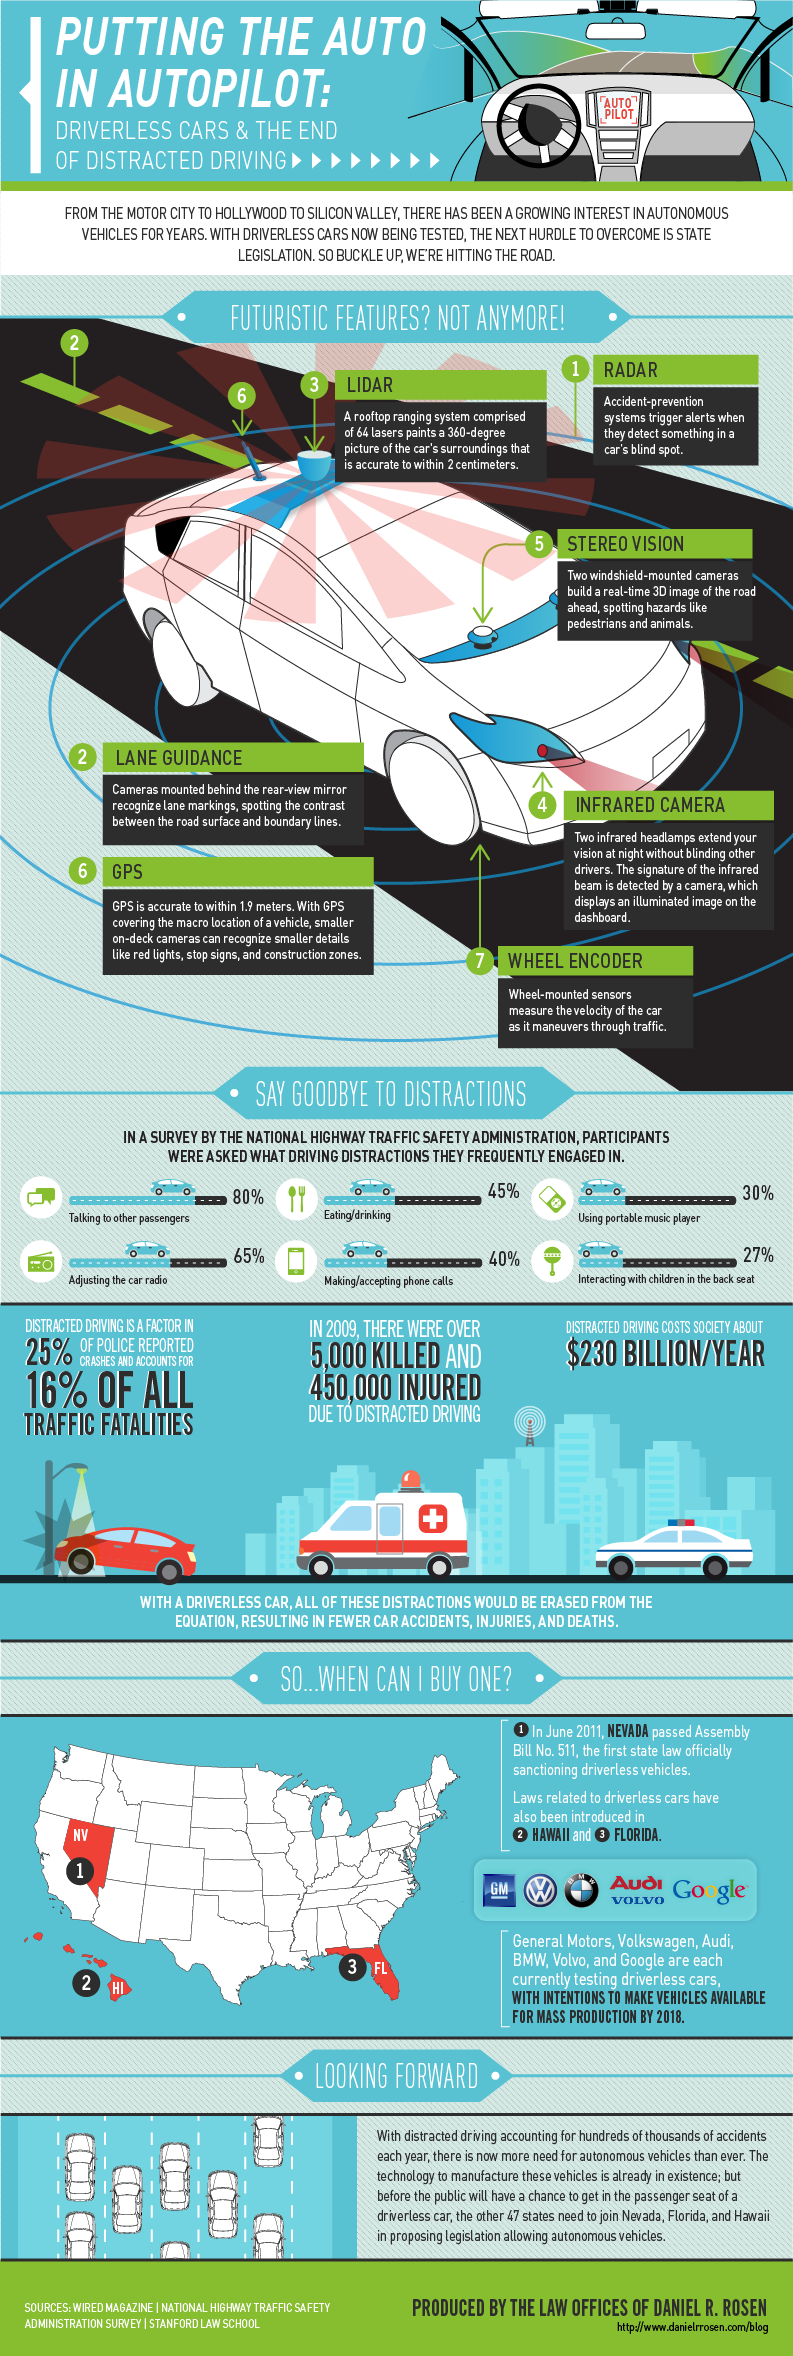 PUTTING THE AUTO
IN AUTOPILOT:
DRIVERLESS CARS & THE END
OF DISTRACTED DRIVING
AUTO
PILOT
FROM THE MOTOR CITY TO HOLLYWOOD TO SILICON VALLEY, THERE HAS BEEN A GROWING INTEREST IN AUTONOMOUS
VEHICLES FOR YEARS. WITH DRIVERLESS CARS NOW BEING TESTED, THE NEXT HURDLE TO OVERCOME IS STATE
LEGISLATION. SO BUCKLE UP, WE'RE HITTING THE ROAD.
FUTURISTIC FEATURES? NOT ANYMORE!
2
6
3 LIDAR
A rooftop ranging system comprised
of 64 lasers paints a 360-degree
picture of the car's surroundings that
is accurate to within 2 centimeters.
1 RADAR
Accident-prevention
systems trigger alerts when
they detect something in a
car's blind spot.
5 STEREO VISION
Two windshield-mounted cameras
build a real-time 3D image of the road
ahead, spotting hazards like
pedestrians and animals.
2 LANE GUIDANCE
Cameras mounted behind the rear-view mirror
recognize lane markings, spotting the contrast
between the road surface and boundary lines.
4 INFRARED CAMERA
Two infrared headlamps extend your
vision at night without blinding other
drivers. The signature of the infrared
beam is detected by a camera, which
displays an illuminated image on the
dashboard.
6 GPS
GPS is accurate to within 1.9 meters. With GPS
covering the macro location of a vehicle, smaller
on-deck cameras can recognize smaller details
like red lights, stop signs, and construction zones.
7 WHEEL ENCODER
Wheel-mounted sensors
measure the velocity of the car
as it maneuvers through traffic.
SAY GOODBYE TO DISTRACTIONS
IN A SURVEY BY THE NATIONAL HIGHWAY TRAFFIC SAFETY ADMINISTRATION, PARTICIPANTS
WERE ASKED WHAT DRIVING DISTRACTIONS THEY FREQUENTLY ENGAGED IN.
80%
Talking to other passengers
45%
Eating/drinking
30%
Using portable music player
65%
Adjusting the car radio
40%
Making/accepting phone calls
27%
Interacting with children in the back seat
DISTRACTED DRIVING IS A FACTOR IN
25% OF POLICE REPORTED
CRASHES AND ACCOUNTS FOR
16% OF ALL
TRAFFIC FATALITIES
IN 2009, THERE WERE OVER
5,000 KILLED AND
450,000 INJURED
DUE TO DISTRACTED DRIVING
DISTRACTED DRIVING COSTS SOCIETY ABOUT
$230 BILLION/YEAR
WITH A DRIVERLESS CAR, ALL OF THESE DISTRACTIONS WOULD BE ERASED FROM THE
EQUATION, RESULTING IN FEWER CAR ACCIDENTS, INJURIES, AND DEATHS.
SO...WHEN CAN I BUY ONE?
NV
1
2
HI
3
FL
1 In June 2011, NEVADA passed Assembly
Bill No. 511, the first state law officially
sanctioning driverless vehicles.
Laws related to driverless cars have
also been introduced in
2 HAWAII and 3 FLORIDA.
GM
BMW
Audi
VOLVO
Google
General Motors, Volkswagen, Audi,
BMW, Volvo, and Google are each
currently testing driverless cars,
WITH INTENTIONS TO MAKE VEHICLES AVAILABLE
FOR MASS PRODUCTION BY 2018.
LOOKING FORWARD
With distracted driving accounting for hundreds of thousands of accidents
each year, there is now more need for autonomous vehicles than ever. The
technology to manufacture these vehicles is already in existence; but
before the public will have a chance to get in the passenger seat of a
driverless car, the other 47 states need to join Nevada, Florida, and Hawaii
in proposing legislation allowing autonomous vehicles.
SOURCES: WIRED MAGAZINE | NATIONAL HIGHWAY TRAFFIC SAFETY
ADMINISTRATION SURVEY | STANFORD LAW SCHOOL
PRODUCED BY THE LAW OFFICES OF DANIEL R. ROSEN
http://www.danielrrosen.com/blog